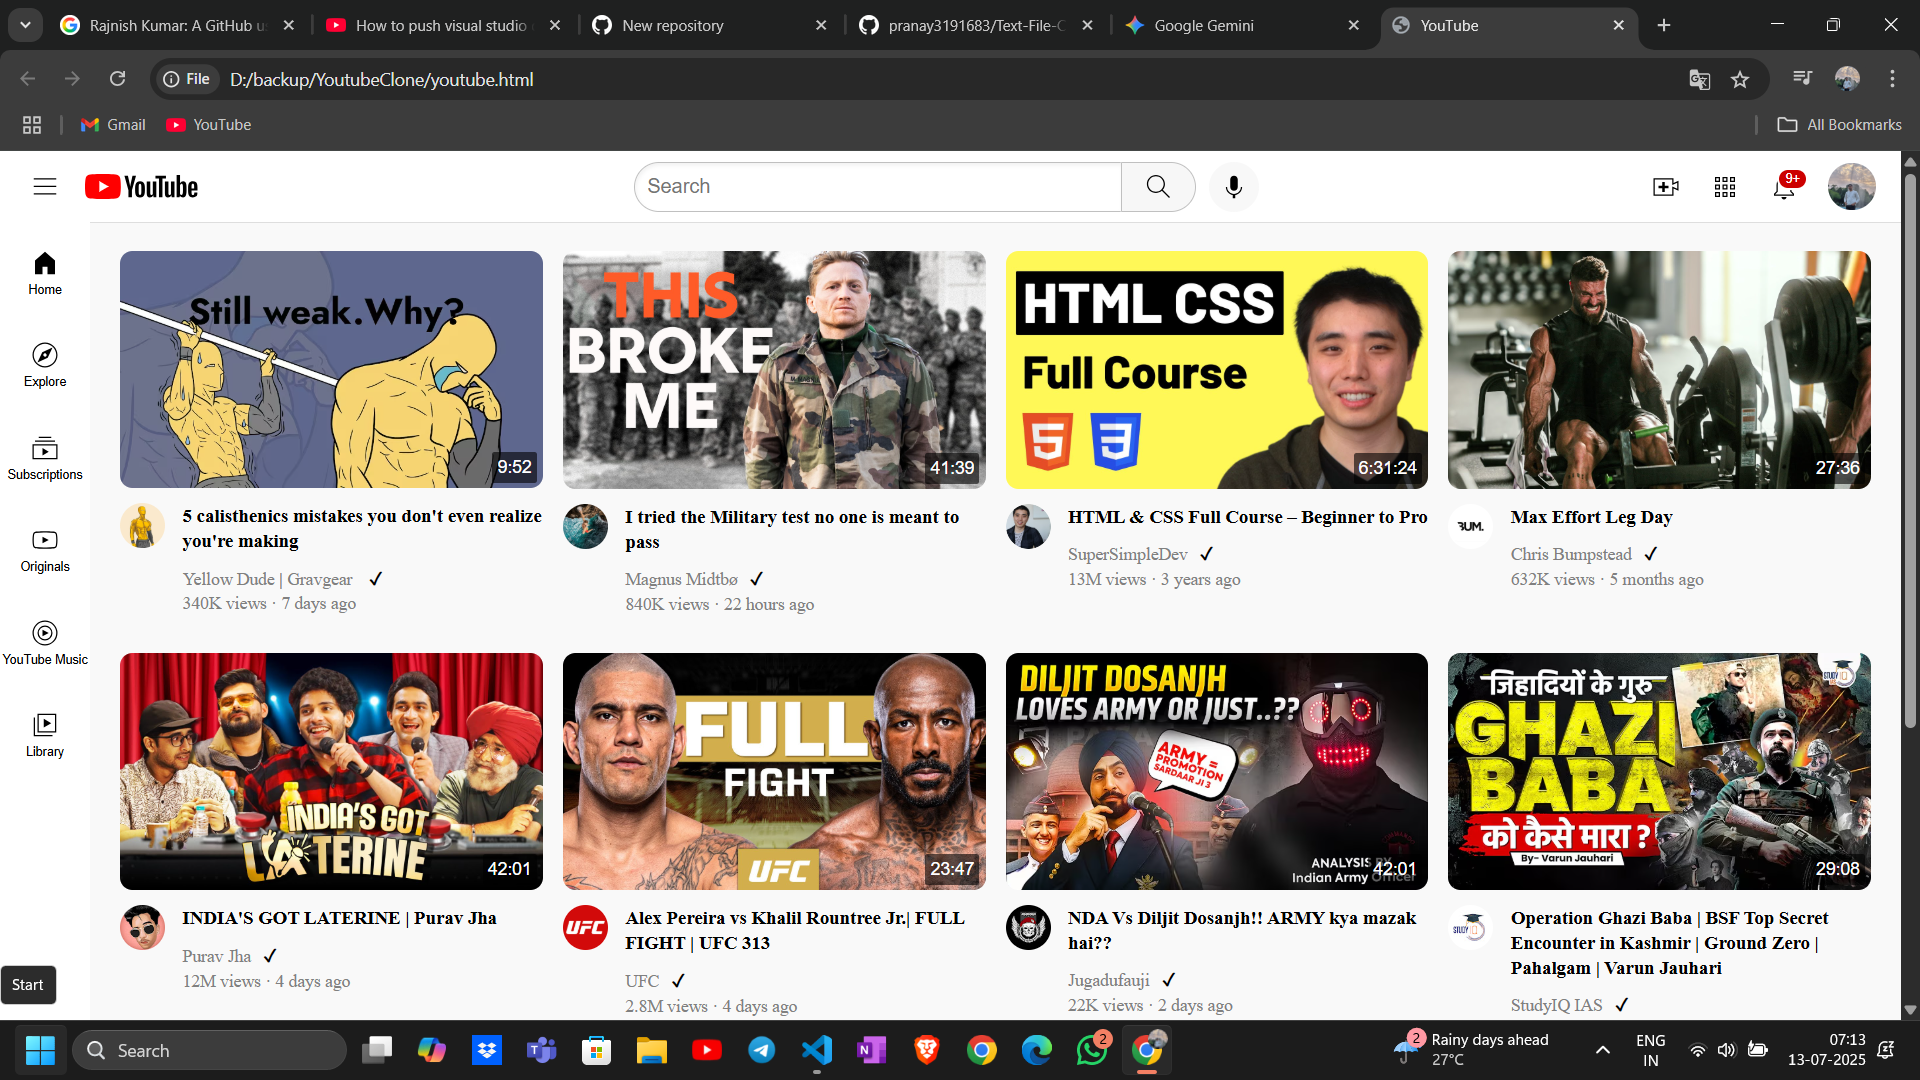 Rajnish Kumar: A GitHub u
How to push visual studio
New repository
pranay3191683/Text-File-C
Google Gemini
YouTube
File
D:/backup/YoutubeClone/youtube.html
Gmail
YouTube
All Bookmarks
YouTube
Search
9+
Home
Explore
Subscriptions
Originals
YouTube Music
Library
Start
Still weak.Why?
9:52
THIS
BROKE
ME
41:39
HTML CSS
Full Course
5
3
6:31:24
27:36
5 calisthenics mistakes you don't even realize
you're making
Yellow Dude | Gravgear ✓
340K views · 7 days ago
I tried the Military test no one is meant to
pass
Magnus Midtbø ✓
840K views · 22 hours ago
HTML & CSS Full Course – Beginner to Pro
SuperSimpleDev ✓
13M views · 3 years ago
BUM.
Max Effort Leg Day
Chris Bumpstead ✓
632K views · 5 months ago
INDIA'S GOT
LATERINE
42:01
FULL
FIGHT
UFC
23:47
DILJIT DOSANJH
LOVES ARMY OR JUST..??
ARMY =
PROMOTION
SARDAAR JI 3
ANALYSIS BY
Indian Army Officer
42:01
जिहादियों के गुरु
GHAZI
BABA
को कैसे मारा ?
By- Varun Jauhari
29:08
INDIA'S GOT LATERINE | Purav Jha
Purav Jha ✓
12M views · 4 days ago
UFC
Alex Pereira vs Khalil Rountree Jr.| FULL
FIGHT | UFC 313
UFC ✓
2.8M views · 4 days ago
NDA Vs Diljit Dosanjh!! ARMY kya mazak
hai??
Jugadufauji ✓
22K views · 2 days ago
STUDY IQ
Operation Ghazi Baba | BSF Top Secret
Encounter in Kashmir | Ground Zero |
Pahalgam | Varun Jauhari
StudyIQ IAS ✓
Search
2
2
Rainy days ahead
27°C
ENG
IN
07:13
13-07-2025